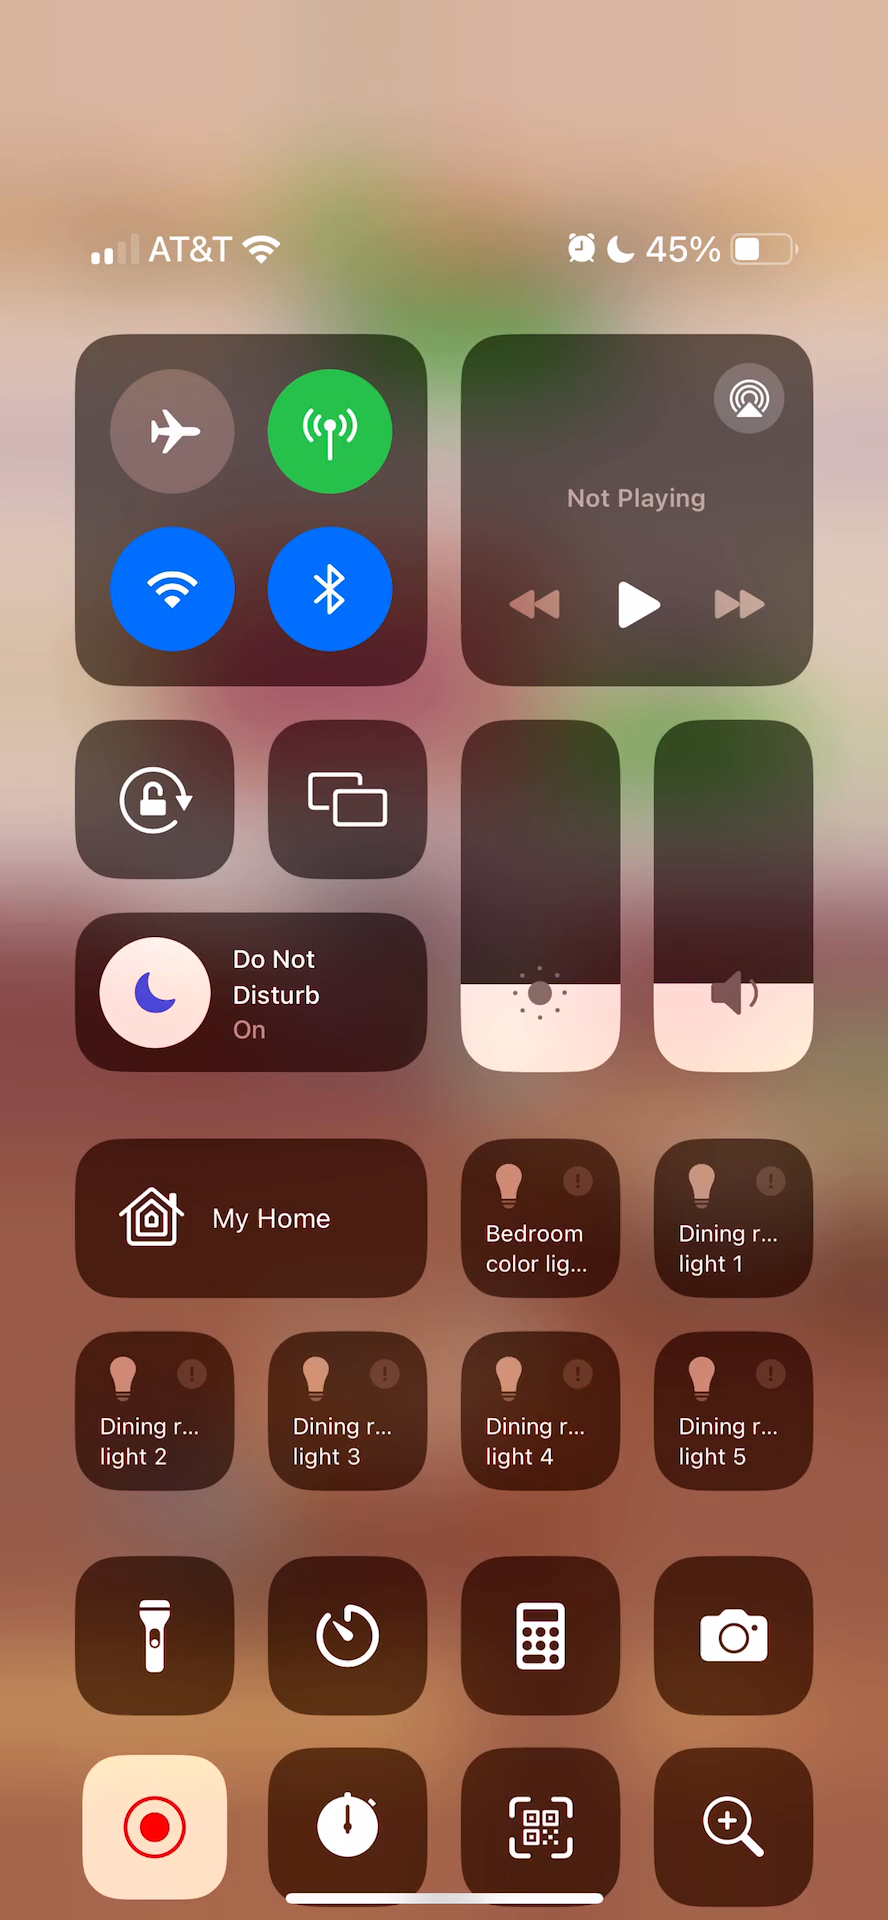 AT&T 45%
Not Playing
Do Not
Disturb
On
My Home
Bedroom
color lig...
Dining r...
light 1
Dining r...
light 2
Dining r...
light 3
Dining r...
light 4
Dining r...
light 5